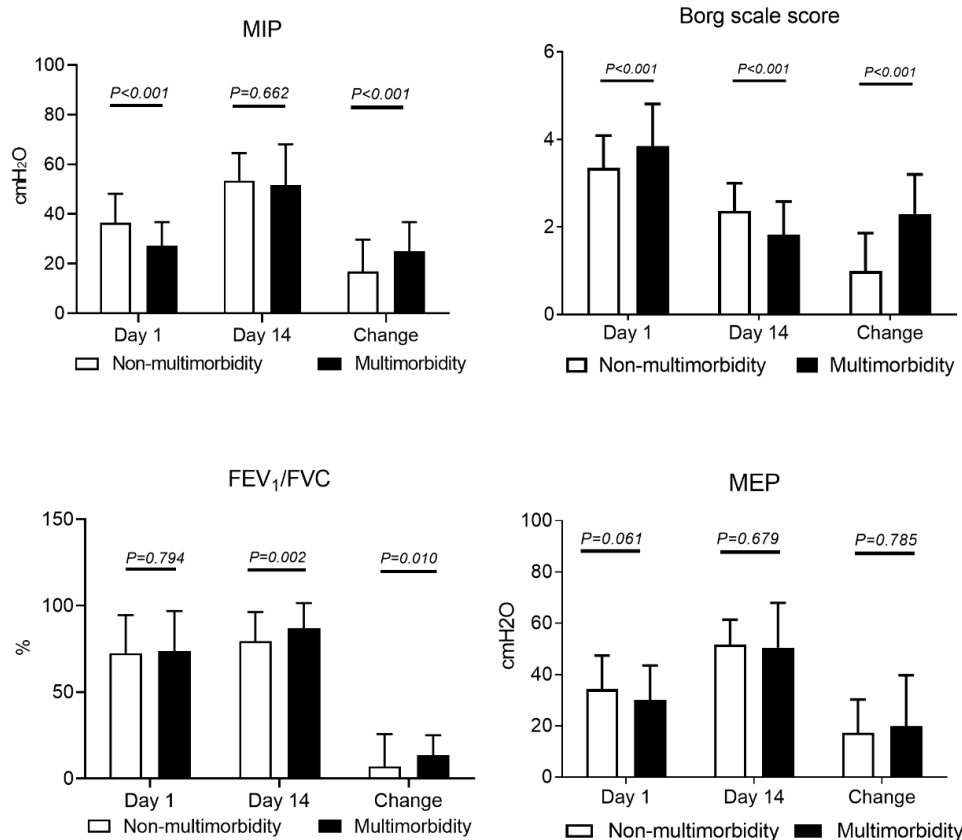 MIP
100
80
60
40
20
0
cmH₂O
P<0.001
P=0.662
P<0.001
Day 1
Day 14
Change
Non-multimorbidity
Multimorbidity
Borg scale score
6
4
2
0
P<0.001
P<0.001
P<0.001
Day 1
Day 14
Change
Non-multimorbidity
Multimorbidity
FEV₁/FVC
150
100
50
0
%
P=0.794
P=0.002
P=0.010
Day 1
Day 14
Change
Non-multimorbidity
Multimorbidity
MEP
100
80
60
40
20
0
cmH2O
P=0.061
P=0.679
P=0.785
Day 1
Day 14
Change
Non-multimorbidity
Multimorbidity